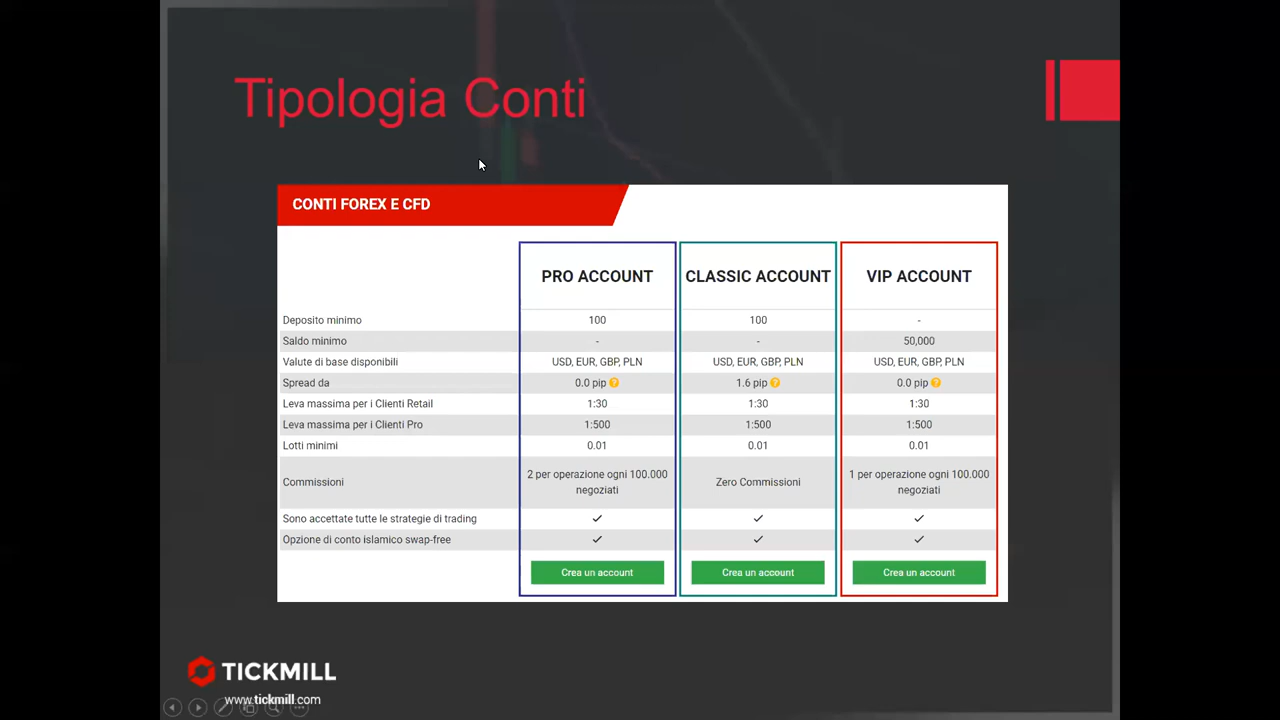 Tipologia Conti
CONTI FOREX E CFD
PRO ACCOUNT CLASSIC ACCOUNT VIP ACCOUNT
Deposito minimo 100 100 -
Saldo minimo - - 50,000
Valute di base disponibili USD, EUR, GBP, PLN USD, EUR, GBP, PLN USD, EUR, GBP, PLN
Spread da 0.0 pip ? 1.6 pip ? 0.0 pip ?
Leva massima per i Clienti Retail 1:30 1:30 1:30
Leva massima per i Clienti Pro 1:500 1:500 1:500
Lotti minimi 0.01 0.01 0.01
Commissioni 2 per operazione ogni 100.000 negoziati Zero Commissioni 1 per operazione ogni 100.000 negoziati
Sono accettate tutte le strategie di trading ✓ ✓ ✓
Opzione di conto islamico swap-free ✓ ✓ ✓
Crea un account Crea un account Crea un account
TICKMILL
www.tickmill.com